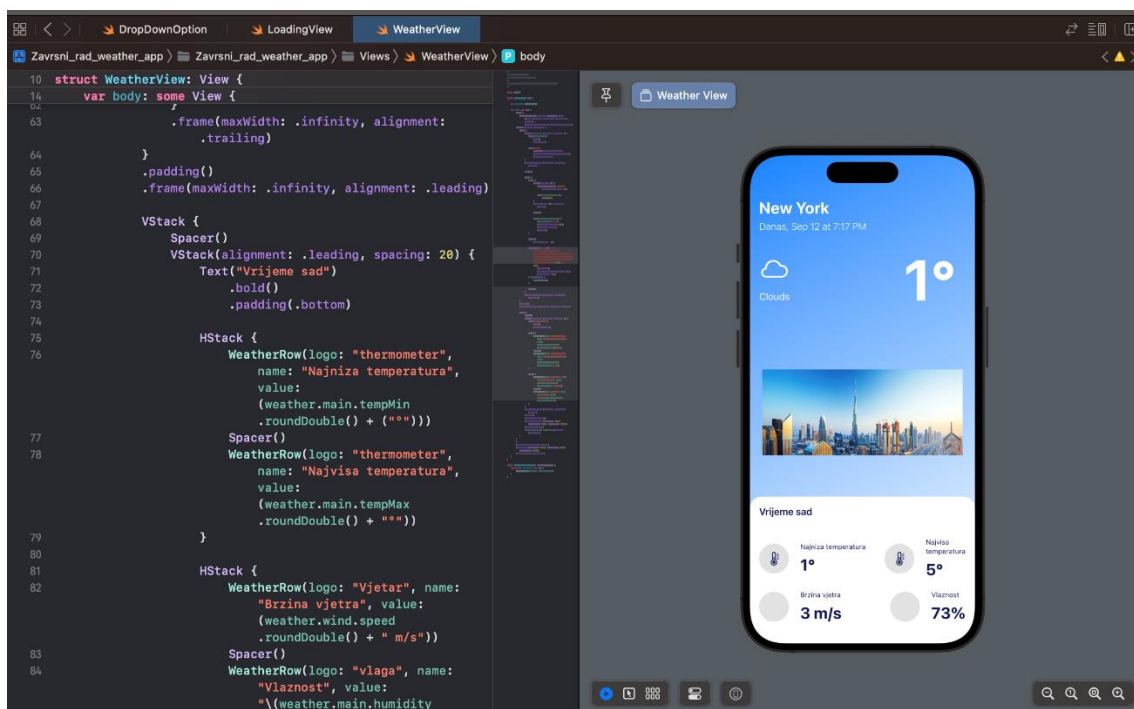 DropDownOption LoadingView WeatherView
Zavrsni_rad_weather_app Zavrsni_rad_weather_app Views WeatherView P body
10 struct WeatherView: View {
14 var body: some View {
62 }
63 .frame(maxWidth: .infinity, alignment:
.trailing)
64 }
65 .padding()
66 .frame(maxWidth: .infinity, alignment: .leading)
67
68 VStack {
69 Spacer()
70 VStack(alignment: .leading, spacing: 20) {
71 Text("Vrijeme sad")
72 .bold()
73 .padding(.bottom)
74
75 HStack {
76 WeatherRow(logo: "thermometer",
name: "Najniza temperatura",
value:
(weather.main.tempMin
.roundDouble() + ("°")))
77 Spacer()
78 WeatherRow(logo: "thermometer",
name: "Najvisa temperatura",
value:
(weather.main.tempMax
.roundDouble() + "°"))
79 }
80
81 HStack {
82 WeatherRow(logo: "Vjetar", name:
"Brzina vjetra", value:
(weather.wind.speed
.roundDouble() + " m/s"))
83 Spacer()
84 WeatherRow(logo: "vlaga", name:
"Vlaznost", value:
"\(weather.main.humidity
Weather View
New York
Danas, Sep 12 at 7:17 PM
1°
Clouds
Vrijeme sad
Najniza temperatura
1°
Najvisa
temperatura
5°
Brzina vjetra
3 m/s
Vlaznost
73%